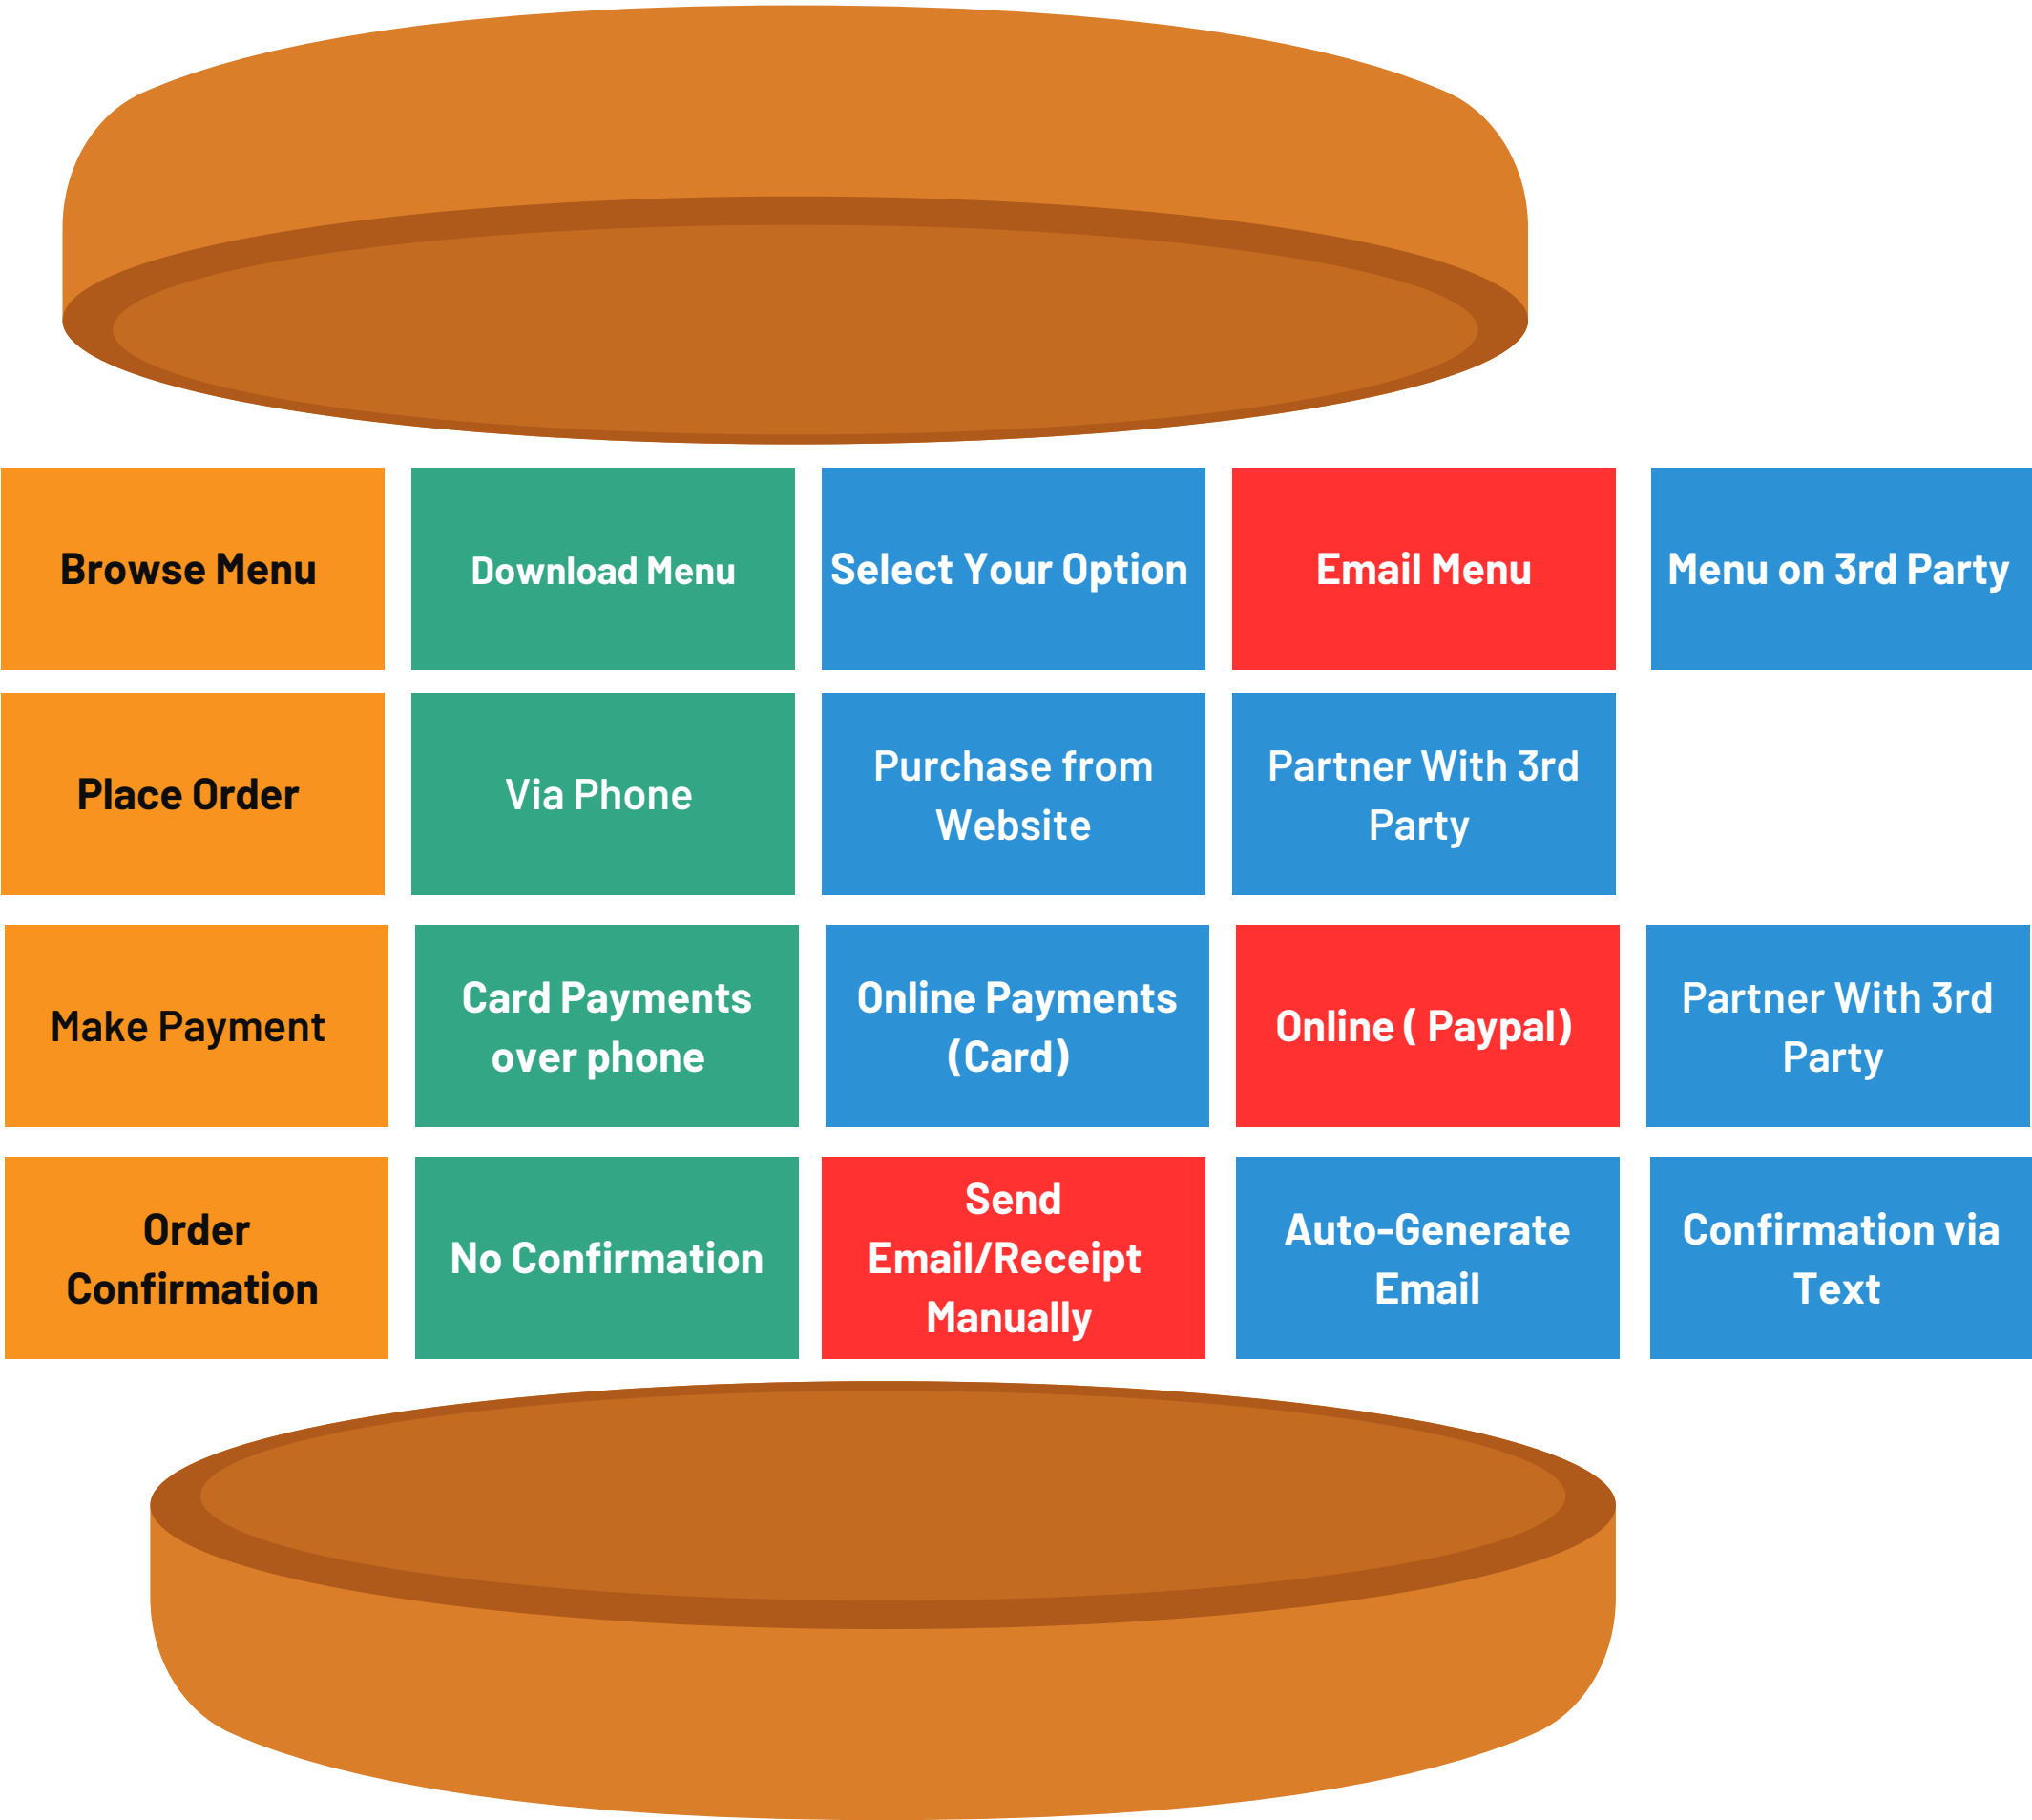 Browse Menu
Download Menu
Select Your Option
Email Menu
Menu on 3rd Party
Place Order
Via Phone
Purchase from
Website
Partner With 3rd
Party
Make Payment
Card Payments
over phone
Online Payments
(Card)
Online ( Paypal)
Partner With 3rd
Party
Order
Confirmation
No Confirmation
Send
Email/Receipt
Manually
Auto-Generate
Email
Confirmation via
Text